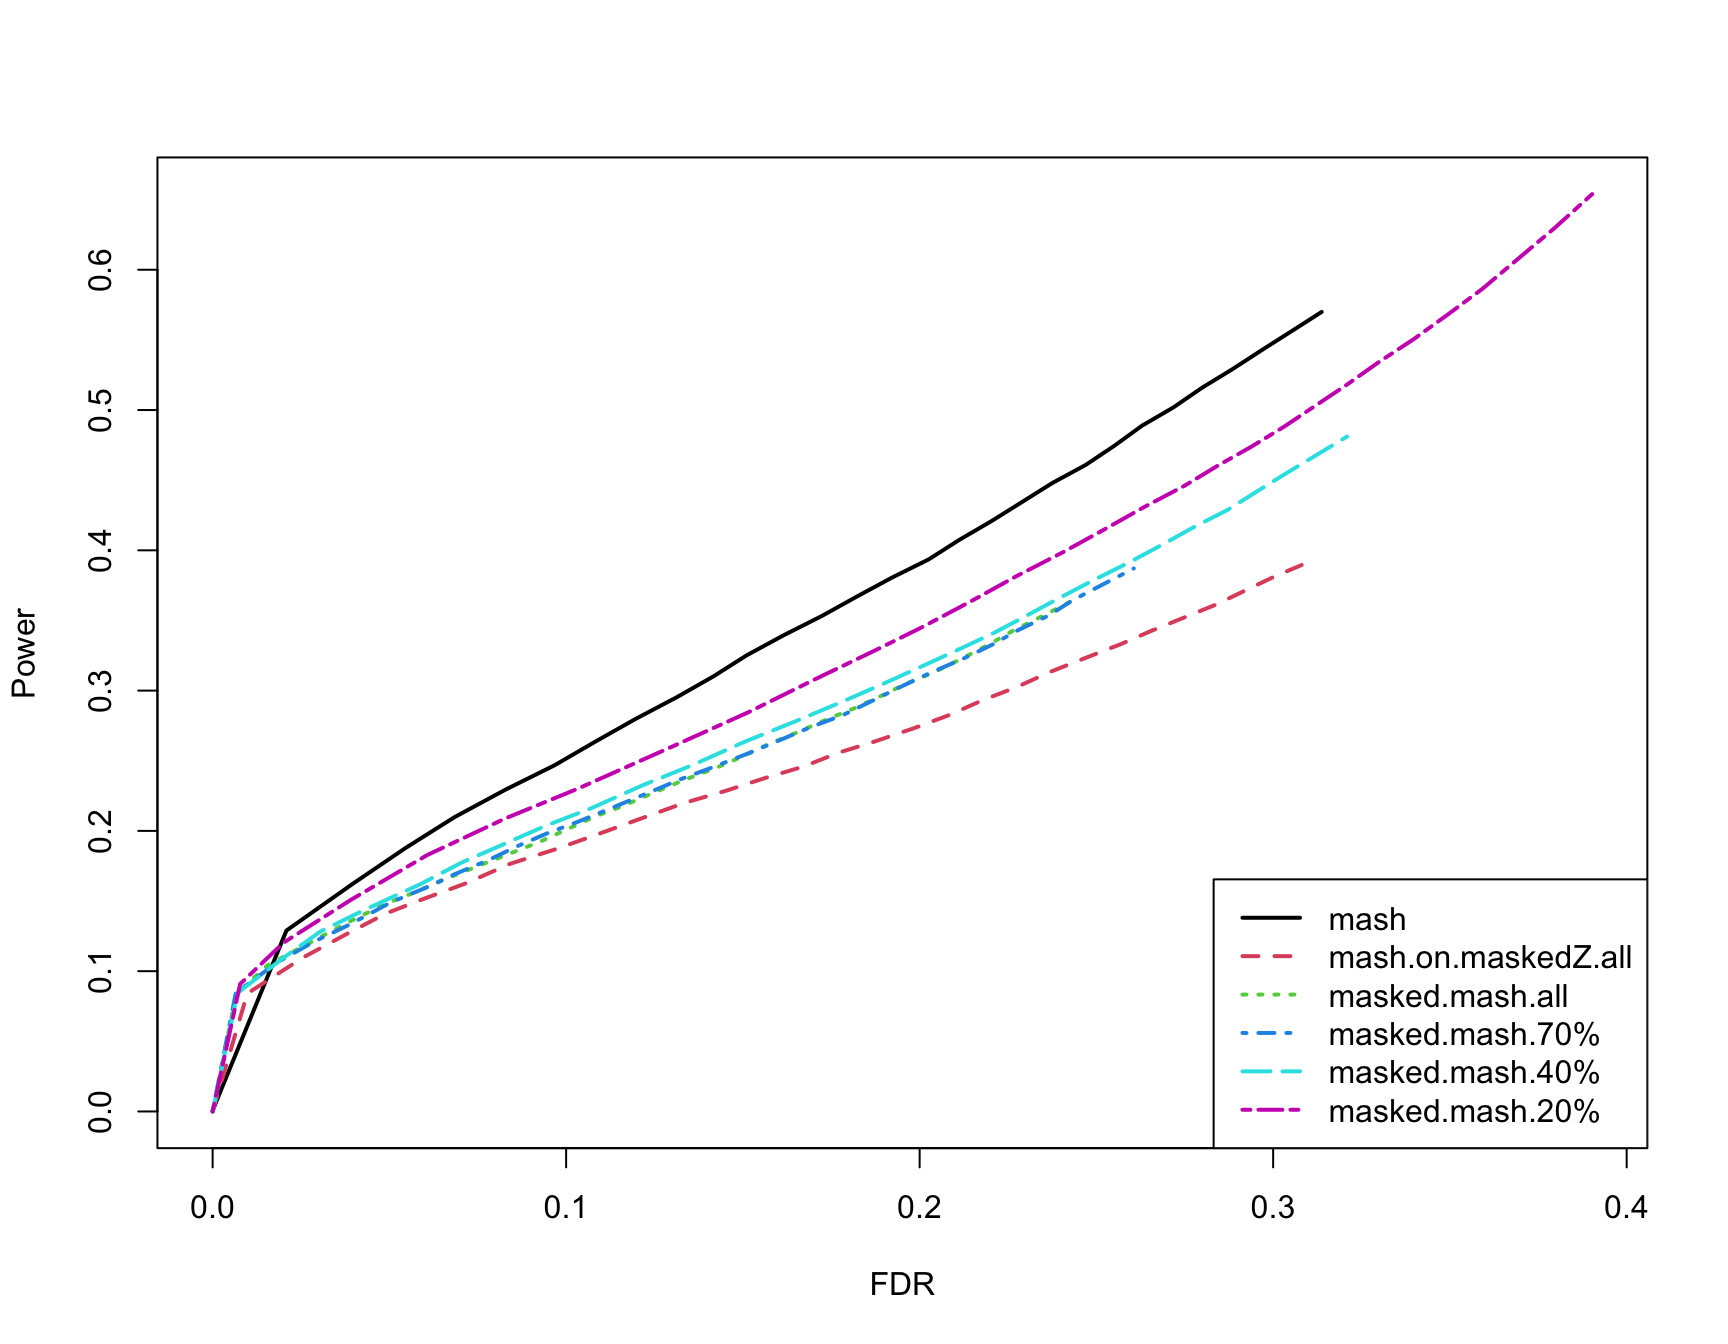 Power
0.6
0.5
0.4
0.3
0.2
0.1
0.0
mash
mash.on.maskedZ.all
masked.mash.all
masked.mash.70%
masked.mash.40%
masked.mash.20%
0.0 0.1 0.2 0.3 0.4
FDR